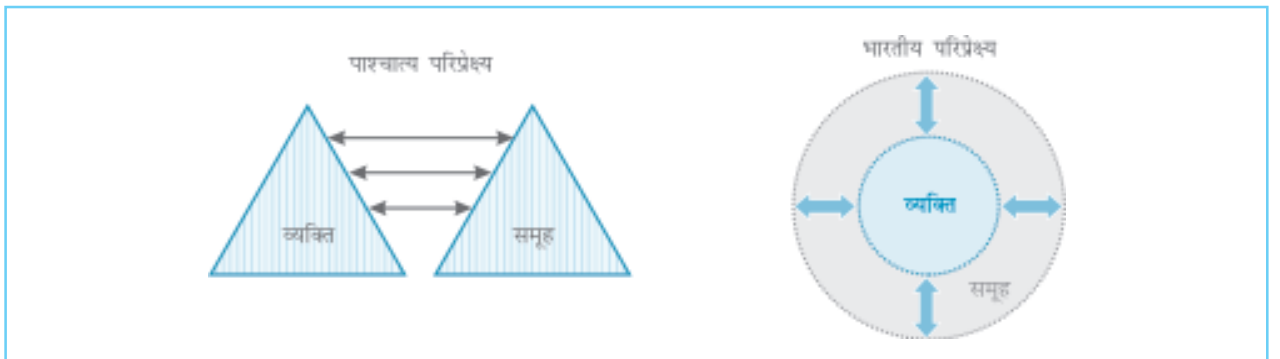 पाश्चात्य परिप्रेक्ष्य
व्यक्ति
समूह
भारतीय परिप्रेक्ष्य
व्यक्ति
समूह